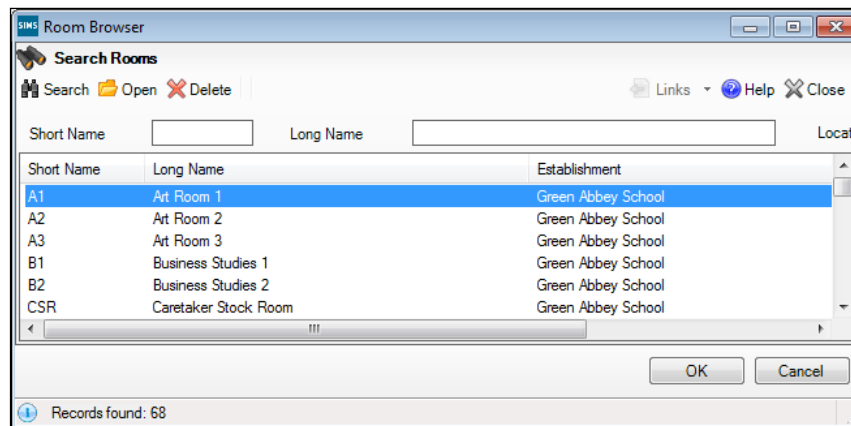 SIMS Room Browser
Search Rooms
Search Open Delete Links Help Close
Short Name Long Name Locat
Short Name Long Name Establishment
A1 Art Room 1 Green Abbey School
A2 Art Room 2 Green Abbey School
A3 Art Room 3 Green Abbey School
B1 Business Studies 1 Green Abbey School
B2 Business Studies 2 Green Abbey School
CSR Caretaker Stock Room Green Abbey School
OK Cancel
Records found: 68